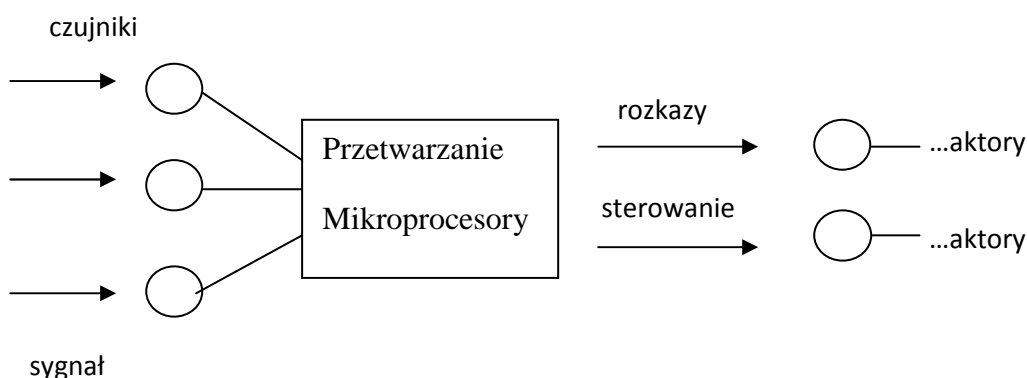 czujniki
rozkazy
Przetwarzanie
...aktory
sterowanie
Mikroprocesory
...aktory
sygnał